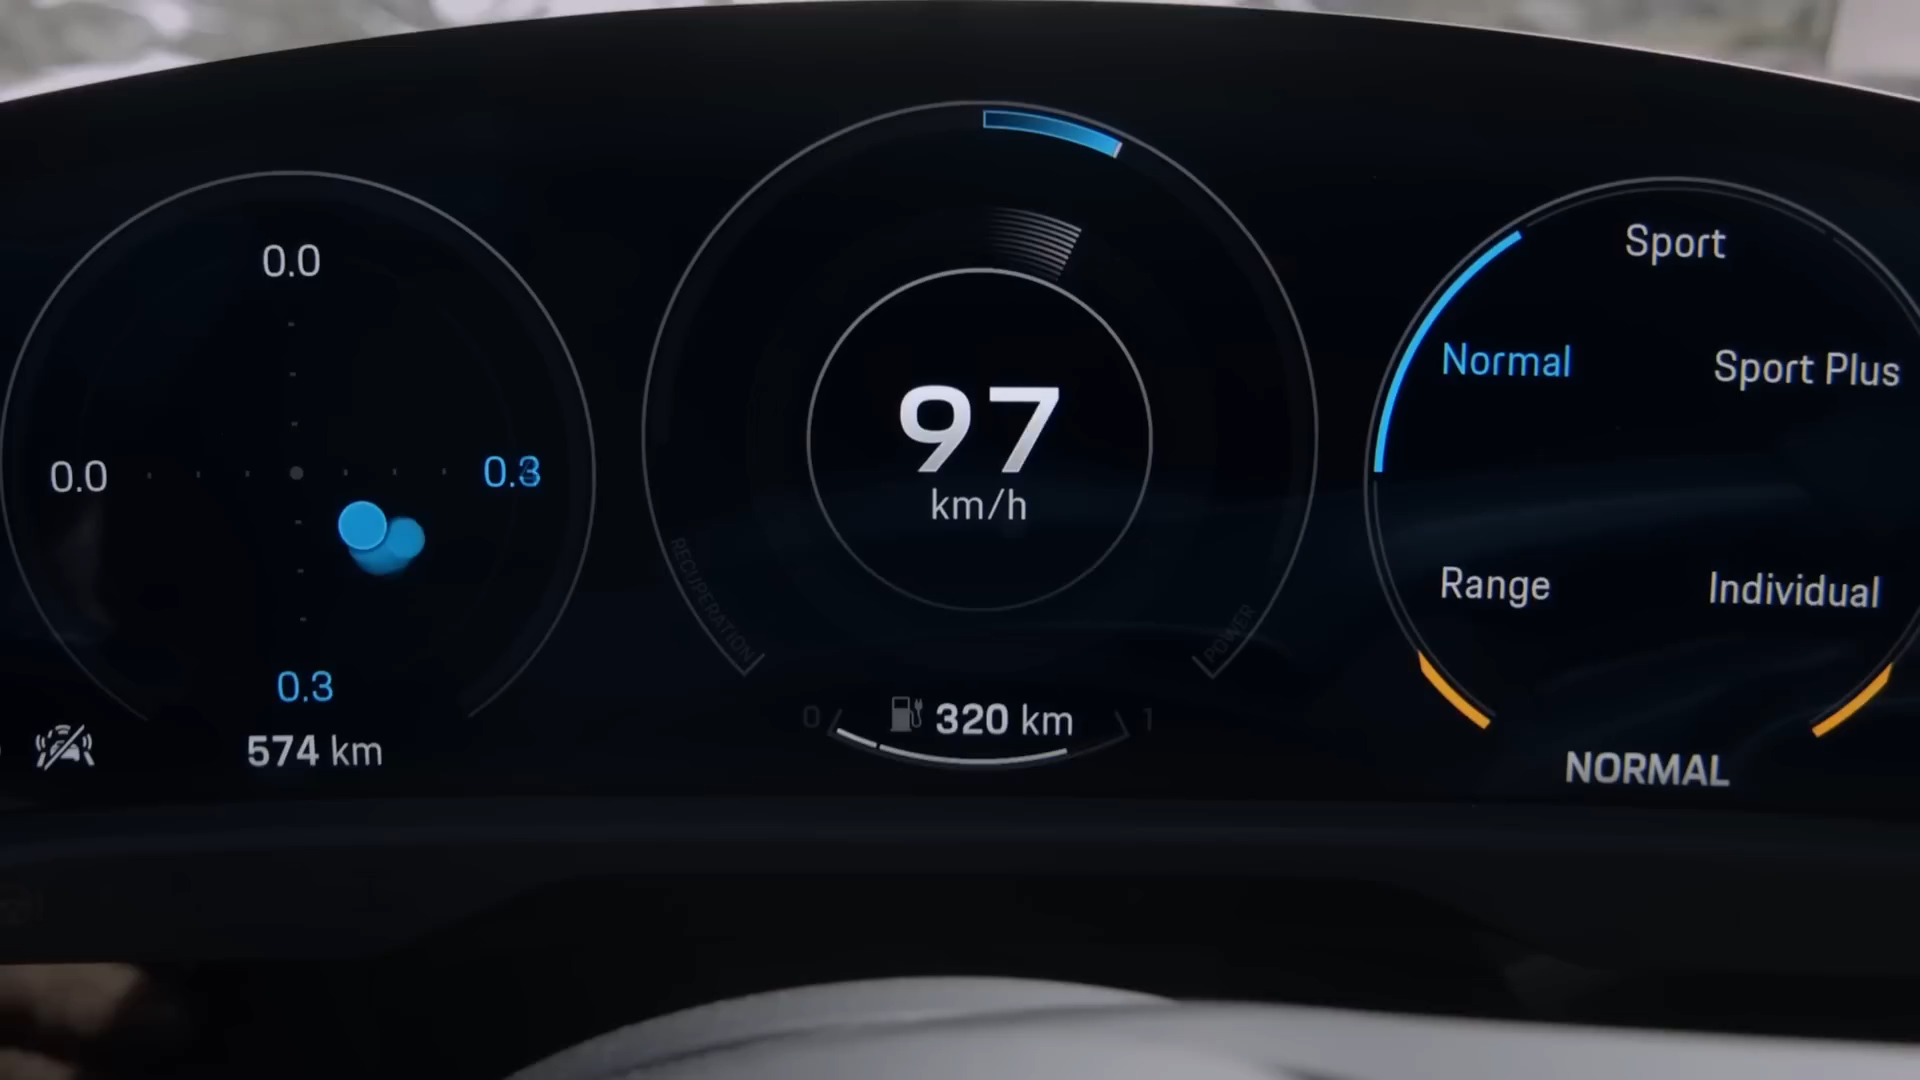 0.0
0.0
0.3
0.3
574 km
97
km/h
RECUPERATION
POWER
0
320 km
1
Sport
Normal
Sport Plus
Range
Individual
NORMAL